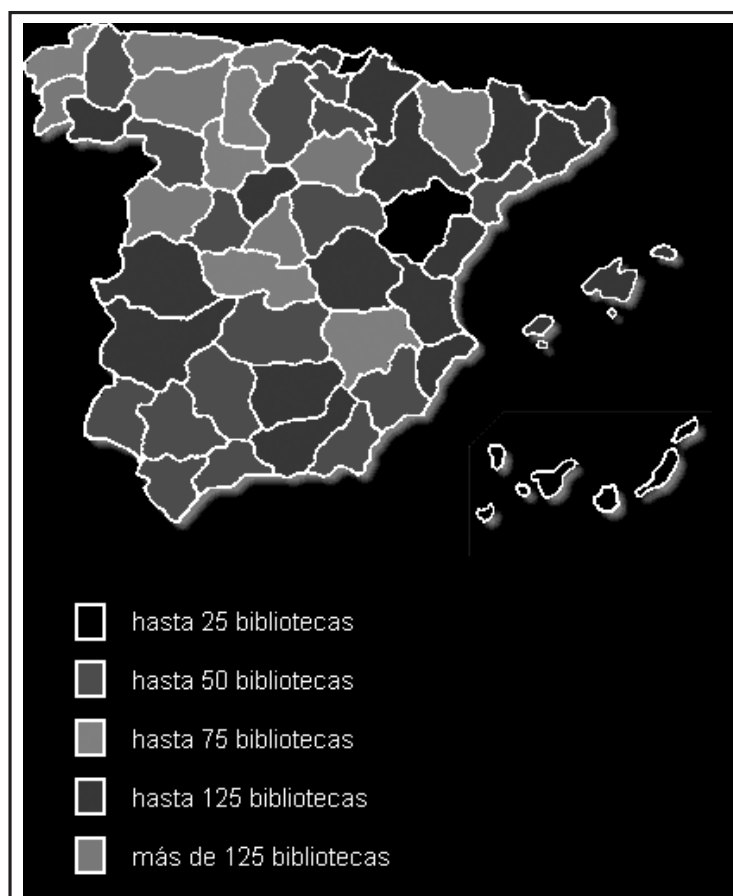 hasta 25 bibliotecas
hasta 50 bibliotecas
hasta 75 bibliotecas
hasta 125 bibliotecas
más de 125 bibliotecas